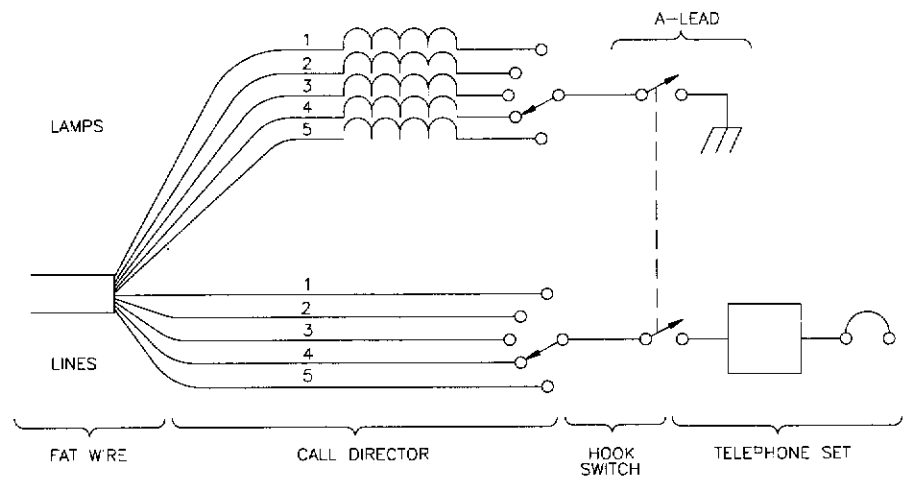 A-LEAD
1
2
3
4
5
LAMPS
1
2
3
4
5
LINES
FAT WIRE
CALL DIRECTOR
HOOK
SWITCH
TELEPHONE SET